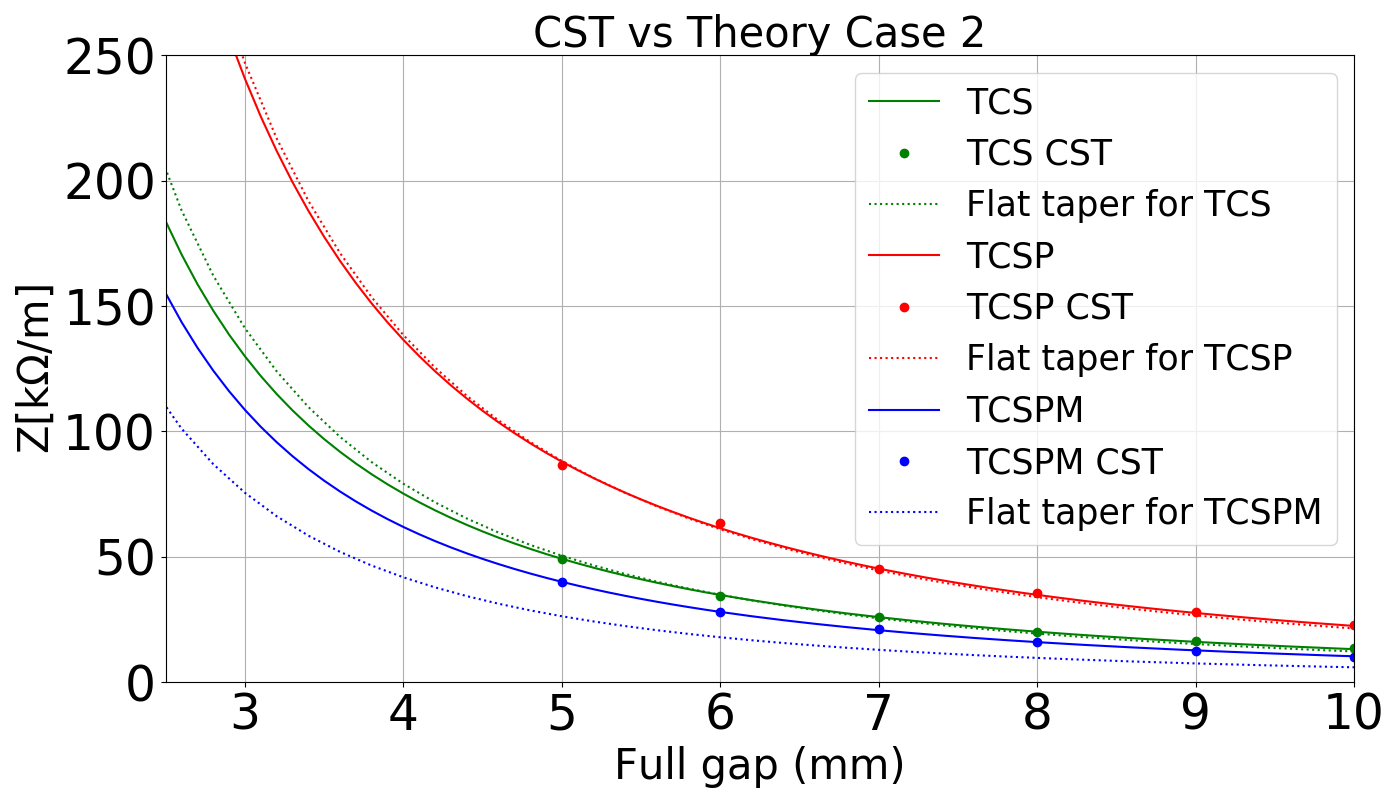 CST vs Theory Case 2
250
200
150
100
50
0
Z[kΩ/m]
TCS
TCS CST
Flat taper for TCS
TCSP
TCSP CST
Flat taper for TCSP
TCSPM
TCSPM CST
Flat taper for TCSPM
3 4 5 6 7 8 9 10
Full gap (mm)